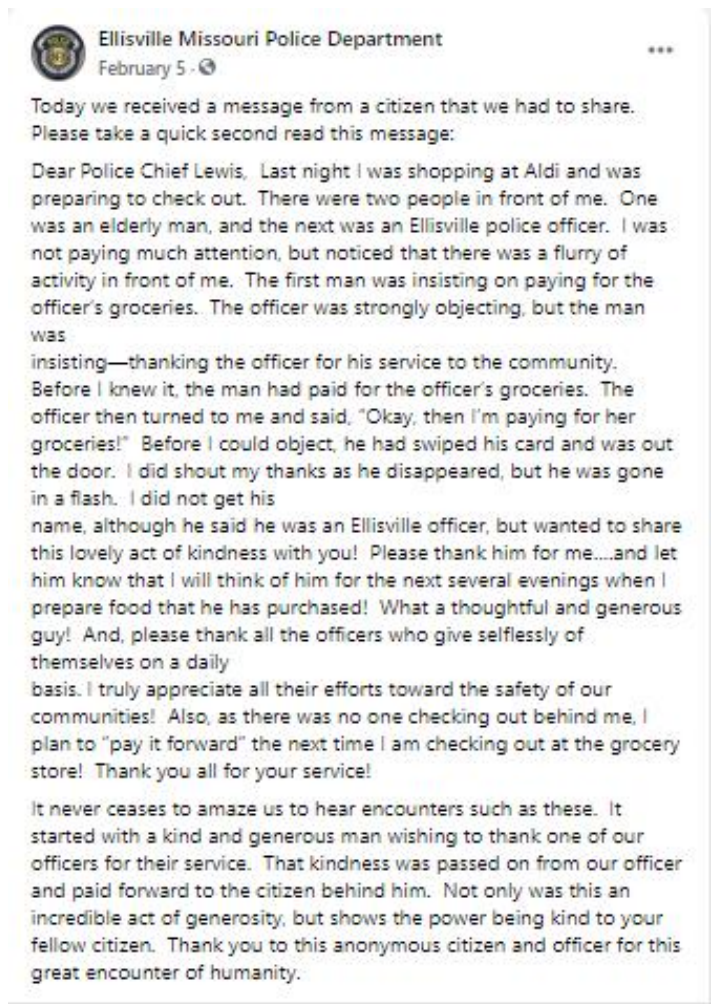 Ellisville Missouri Police Department
February 5 ·
Today we received a message from a citizen that we had to share.
Please take a quick second read this message:
Dear Police Chief Lewis,  Last night I was shopping at Aldi and was
preparing to check out.  There were two people in front of me.  One
was an elderly man, and the next was an Ellisville police officer.  I was
not paying much attention, but noticed that there was a flurry of
activity in front of me.  The first man was insisting on paying for the
officer's groceries.  The officer was strongly objecting, but the man
was
insisting—thanking the officer for his service to the community.
Before I knew it, the man had paid for the officer's groceries.  The
officer then turned to me and said, “Okay, then I'm paying for her
groceries!”  Before I could object, he had swiped his card and was out
the door.  I did shout my thanks as he disappeared, but he was gone
in a flash.  I did not get his
name, although he said he was an Ellisville officer, but wanted to share
this lovely act of kindness with you!  Please thank him for me....and let
him know that I will think of him for the next several evenings when I
prepare food that he has purchased!  What a thoughtful and generous
guy!  And, please thank all the officers who give selflessly of
themselves on a daily
basis. I truly appreciate all their efforts toward the safety of our
communities!  Also, as there was no one checking out behind me, I
plan to “pay it forward” the next time I am checking out at the grocery
store!  Thank you all for your service!
It never ceases to amaze us to hear encounters such as these.  It
started with a kind and generous man wishing to thank one of our
officers for their service.  That kindness was passed on from our officer
and paid forward to the citizen behind him.  Not only was this an
incredible act of generosity, but shows the power being kind to your
fellow citizen.  Thank you to this anonymous citizen and officer for this
great encounter of humanity.